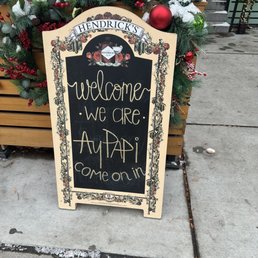 HENDRICK'S
welcome
· we are ·
AyPAPi
come on in